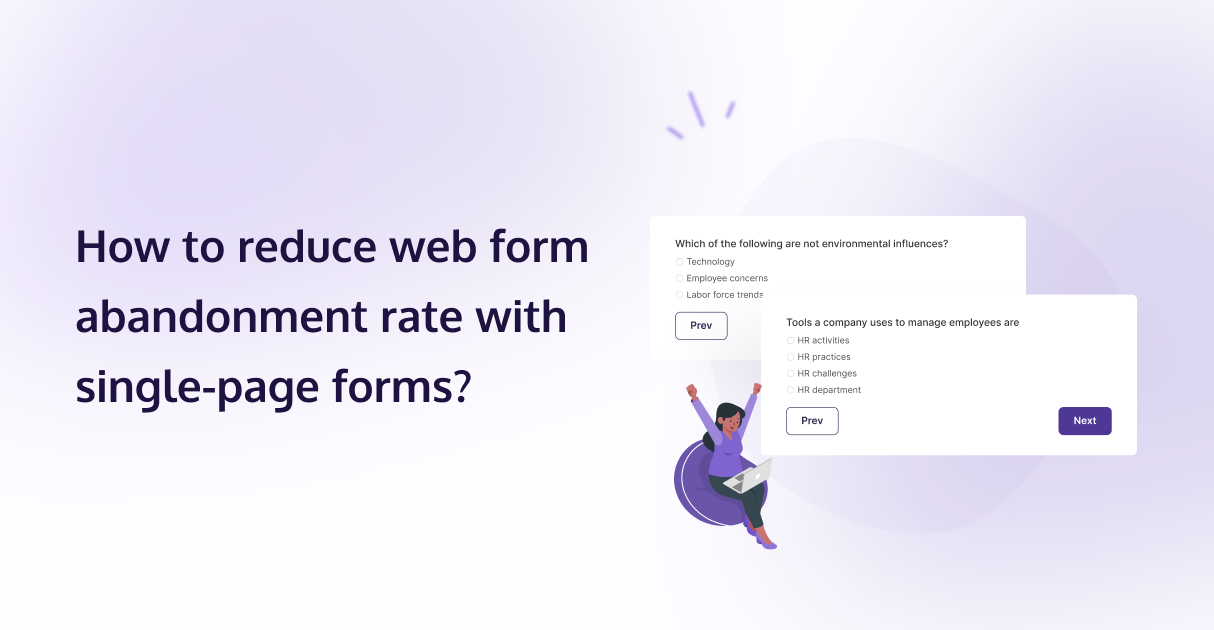 How to reduce web form
abandonment rate with
single-page forms?
Which of the following are not environmental influences?
Technology
Employee concerns
Labor force trends
Prev
Tools a company uses to manage employees are
HR activities
HR practices
HR challenges
HR department
Prev
Next